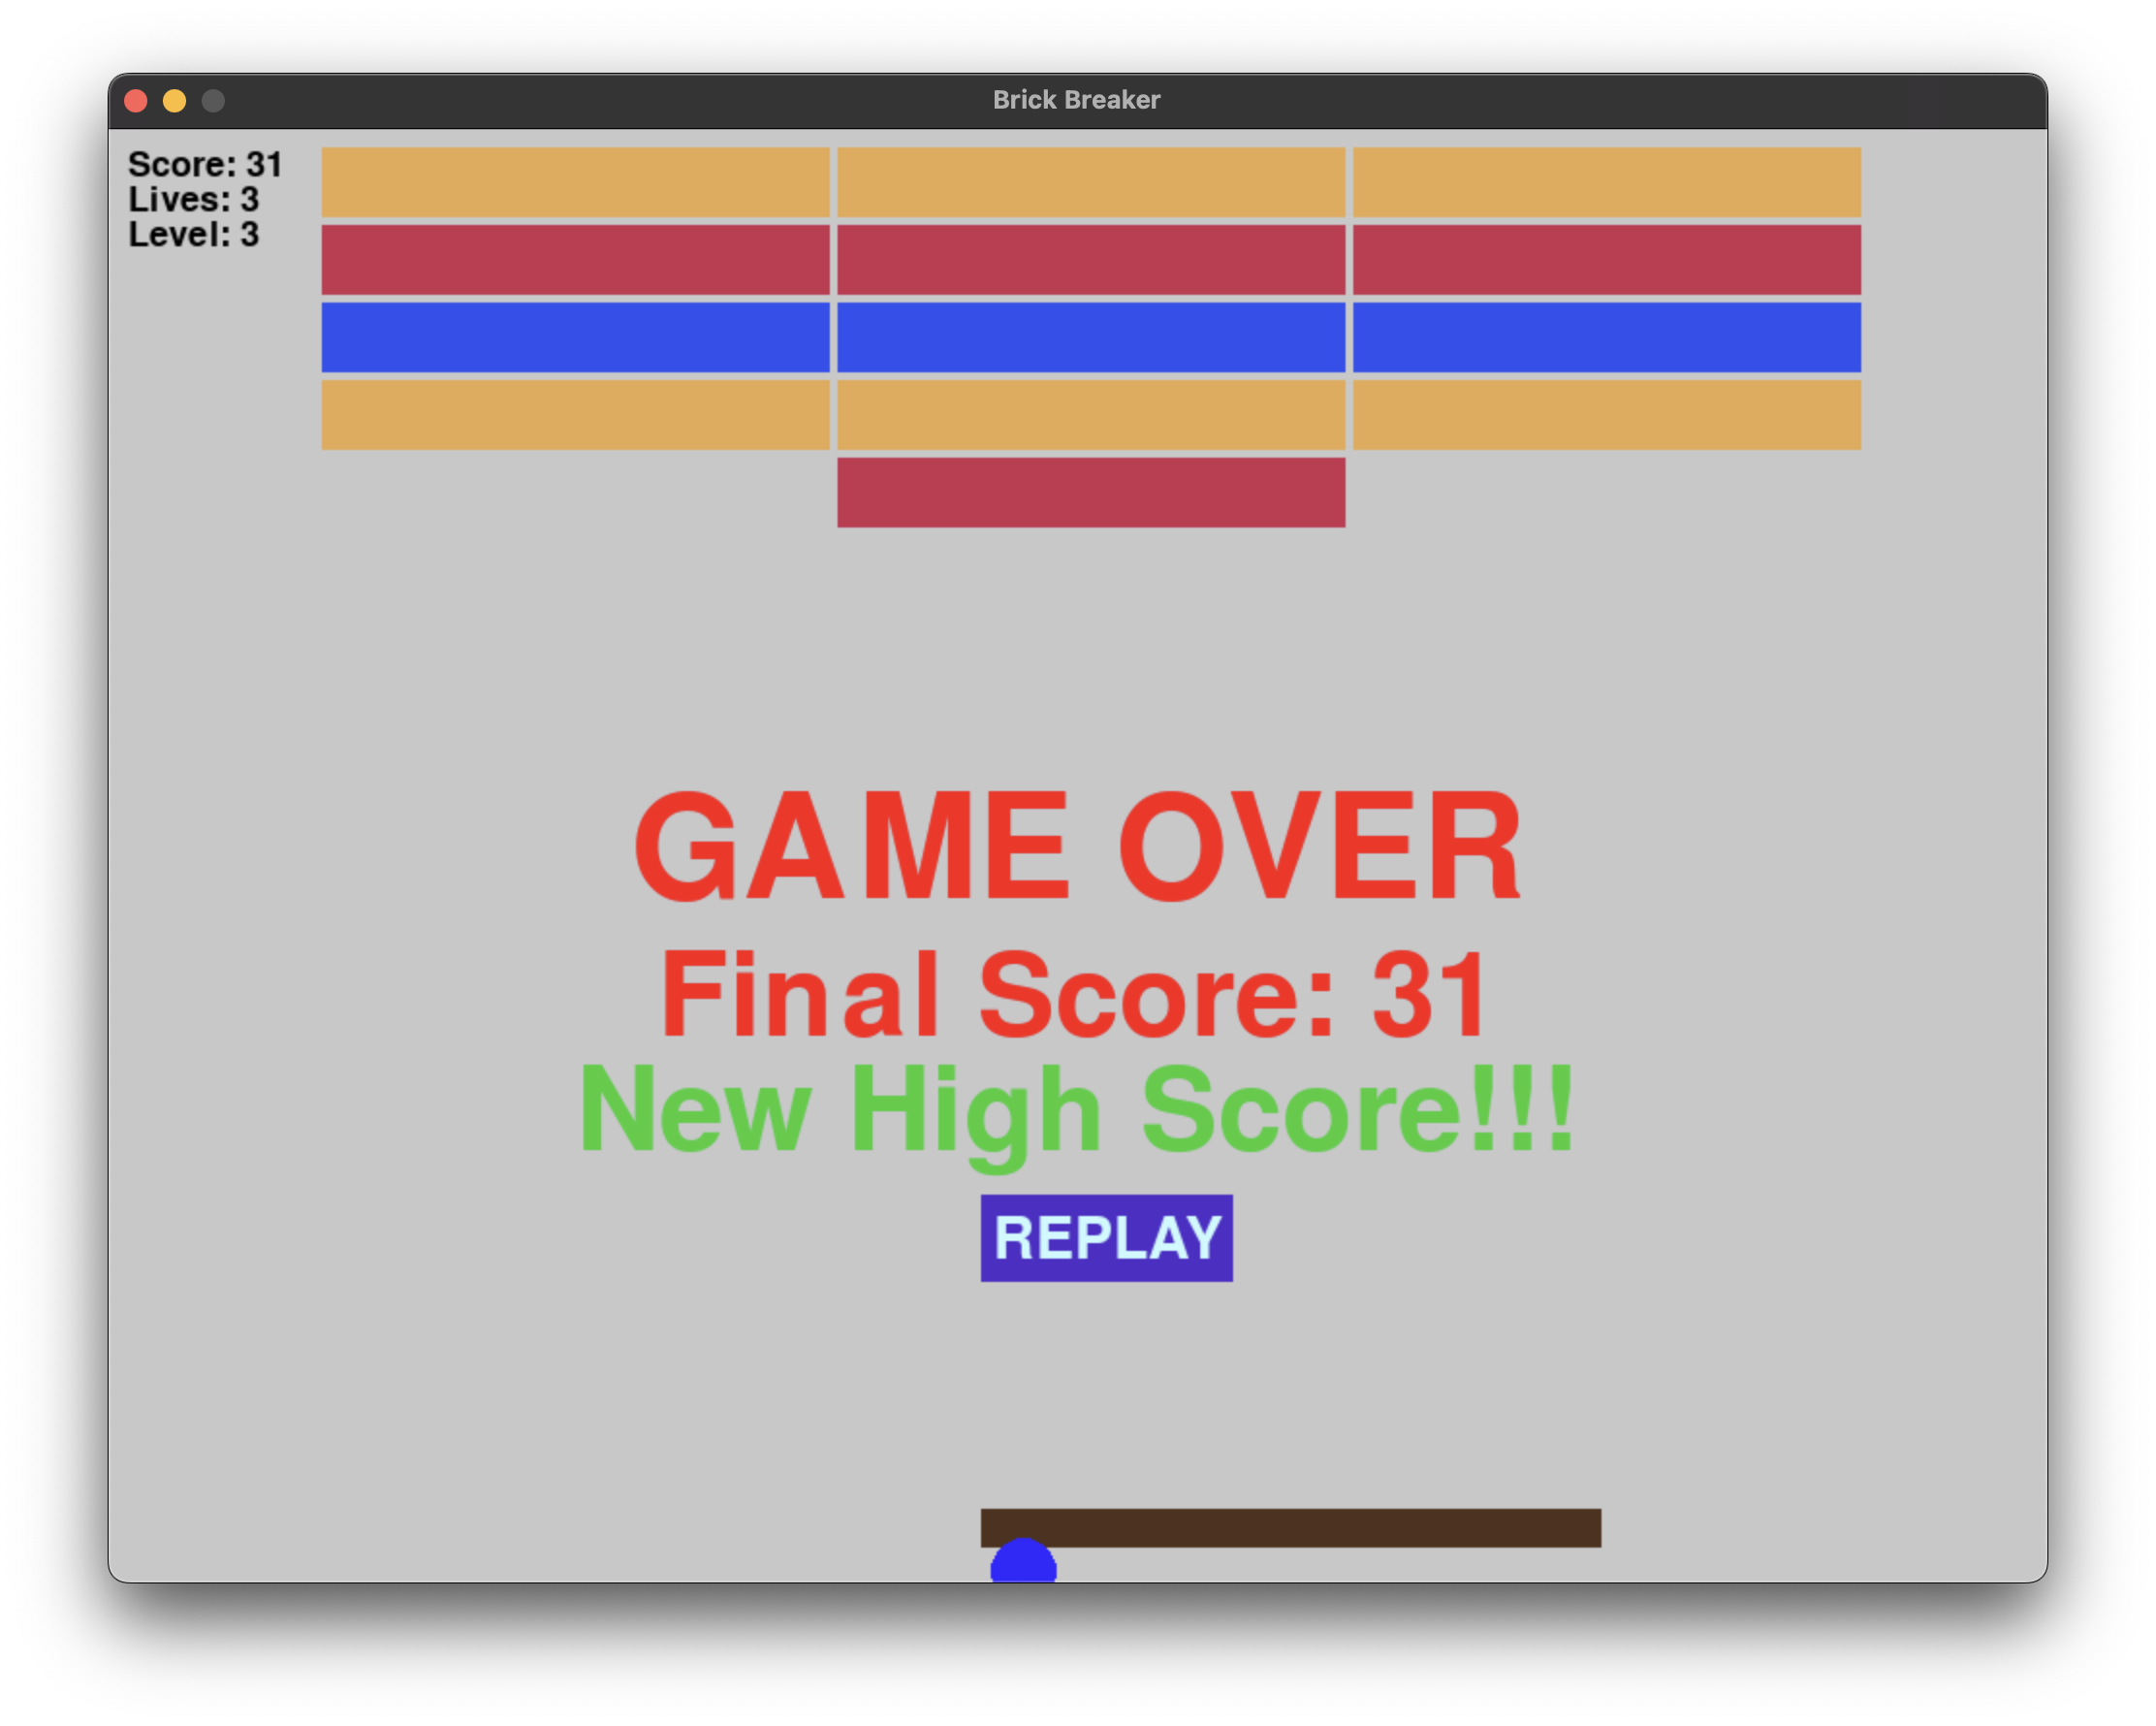 Brick Breaker
Score: 31
Lives: 3
Level: 3
GAME OVER
Final Score: 31
New High Score!!!
REPLAY